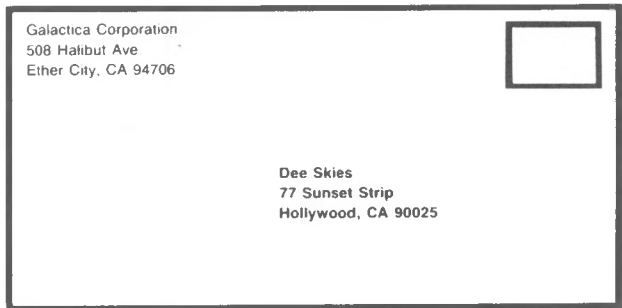 Galactica Corporation
508 Halibut Ave
Ether City, CA 94706
Dee Skies
77 Sunset Strip
Hollywood, CA 90025